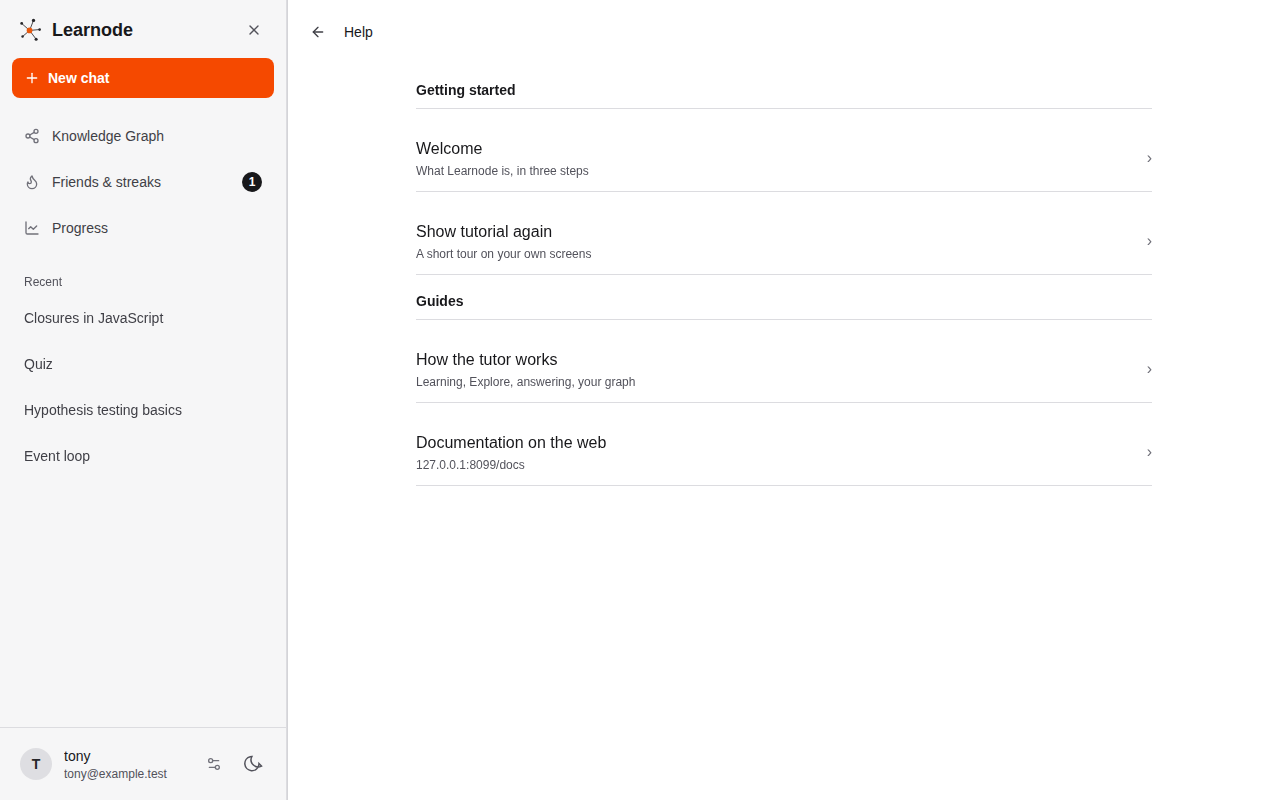 Learnode
New chat
Knowledge Graph
Friends & streaks
1
Progress
Recent
Closures in JavaScript
Quiz
Hypothesis testing basics
Event loop
T
tony
tony@example.test
Help
Getting started
Welcome
What Learnode is, in three steps
Show tutorial again
A short tour on your own screens
Guides
How the tutor works
Learning, Explore, answering, your graph
Documentation on the web
127.0.0.1:8099/docs